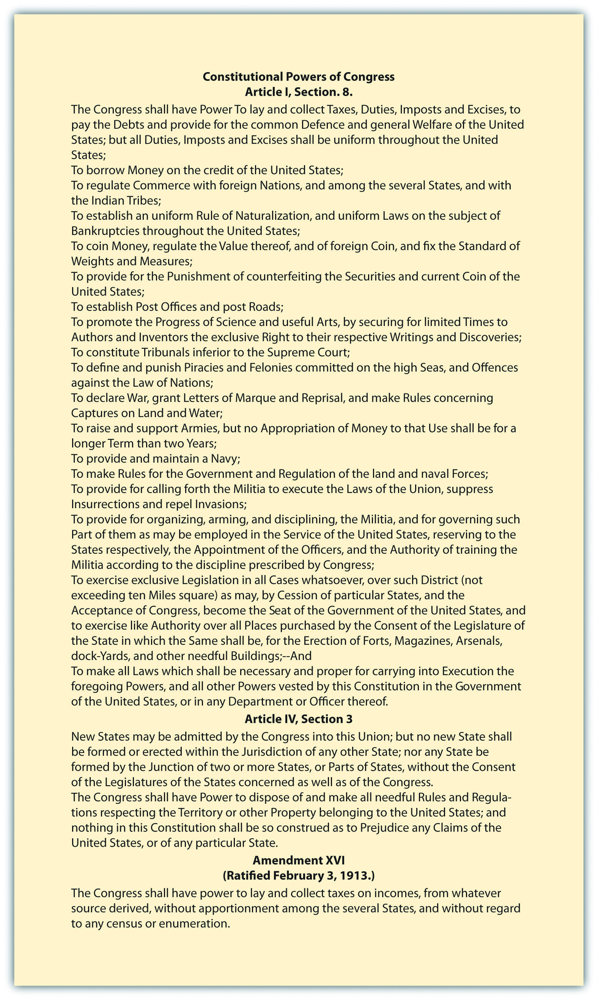 Constitutional Powers of Congress
Article I, Section. 8.
The Congress shall have Power To lay and collect Taxes, Duties, Imposts and Excises, to
pay the Debts and provide for the common Defence and general Welfare of the United
States; but all Duties, Imposts and Excises shall be uniform throughout the United
States;
To borrow Money on the credit of the United States;
To regulate Commerce with foreign Nations, and among the several States, and with
the Indian Tribes;
To establish an uniform Rule of Naturalization, and uniform Laws on the subject of
Bankruptcies throughout the United States;
To coin Money, regulate the Value thereof, and of foreign Coin, and fix the Standard of
Weights and Measures;
To provide for the Punishment of counterfeiting the Securities and current Coin of the
United States;
To establish Post Offices and post Roads;
To promote the Progress of Science and useful Arts, by securing for limited Times to
Authors and Inventors the exclusive Right to their respective Writings and Discoveries;
To constitute Tribunals inferior to the Supreme Court;
To define and punish Piracies and Felonies committed on the high Seas, and Offences
against the Law of Nations;
To declare War, grant Letters of Marque and Reprisal, and make Rules concerning
Captures on Land and Water;
To raise and support Armies, but no Appropriation of Money to that Use shall be for a
longer Term than two Years;
To provide and maintain a Navy;
To make Rules for the Government and Regulation of the land and naval Forces;
To provide for calling forth the Militia to execute the Laws of the Union, suppress
Insurrections and repel Invasions;
To provide for organizing, arming, and disciplining, the Militia, and for governing such
Part of them as may be employed in the Service of the United States, reserving to the
States respectively, the Appointment of the Officers, and the Authority of training the
Militia according to the discipline prescribed by Congress;
To exercise exclusive Legislation in all Cases whatsoever, over such District (not
exceeding ten Miles square) as may, by Cession of particular States, and the
Acceptance of Congress, become the Seat of the Government of the United States, and
to exercise like Authority over all Places purchased by the Consent of the Legislature of
the State in which the Same shall be, for the Erection of Forts, Magazines, Arsenals,
dock-Yards, and other needful Buildings;--And
To make all Laws which shall be necessary and proper for carrying into Execution the
foregoing Powers, and all other Powers vested by this Constitution in the Government
of the United States, or in any Department or Officer thereof.
Article IV, Section 3
New States may be admitted by the Congress into this Union; but no new State shall
be formed or erected within the Jurisdiction of any other State; nor any State be
formed by the Junction of two or more States, or Parts of States, without the Consent
of the Legislatures of the States concerned as well as of the Congress.
The Congress shall have Power to dispose of and make all needful Rules and Regula-
tions respecting the Territory or other Property belonging to the United States; and
nothing in this Constitution shall be so construed as to Prejudice any Claims of the
United States, or of any particular State.
Amendment XVI
(Ratified February 3, 1913.)
The Congress shall have power to lay and collect taxes on incomes, from whatever
source derived, without apportionment among the several States, and without regard
to any census or enumeration.